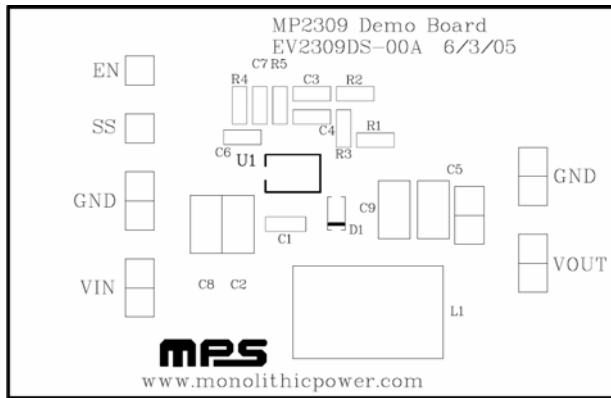 MP2309 Demo Board
EV2309DS-00A 6/3/05
EN
C7 R5
R4 C3 R2
SS
C4 R1
C6 R3
U1
GND
C5
GND
C9
C1 D1
VIN
C8 C2
VOUT
L1
mps
www.monolithicpower.com